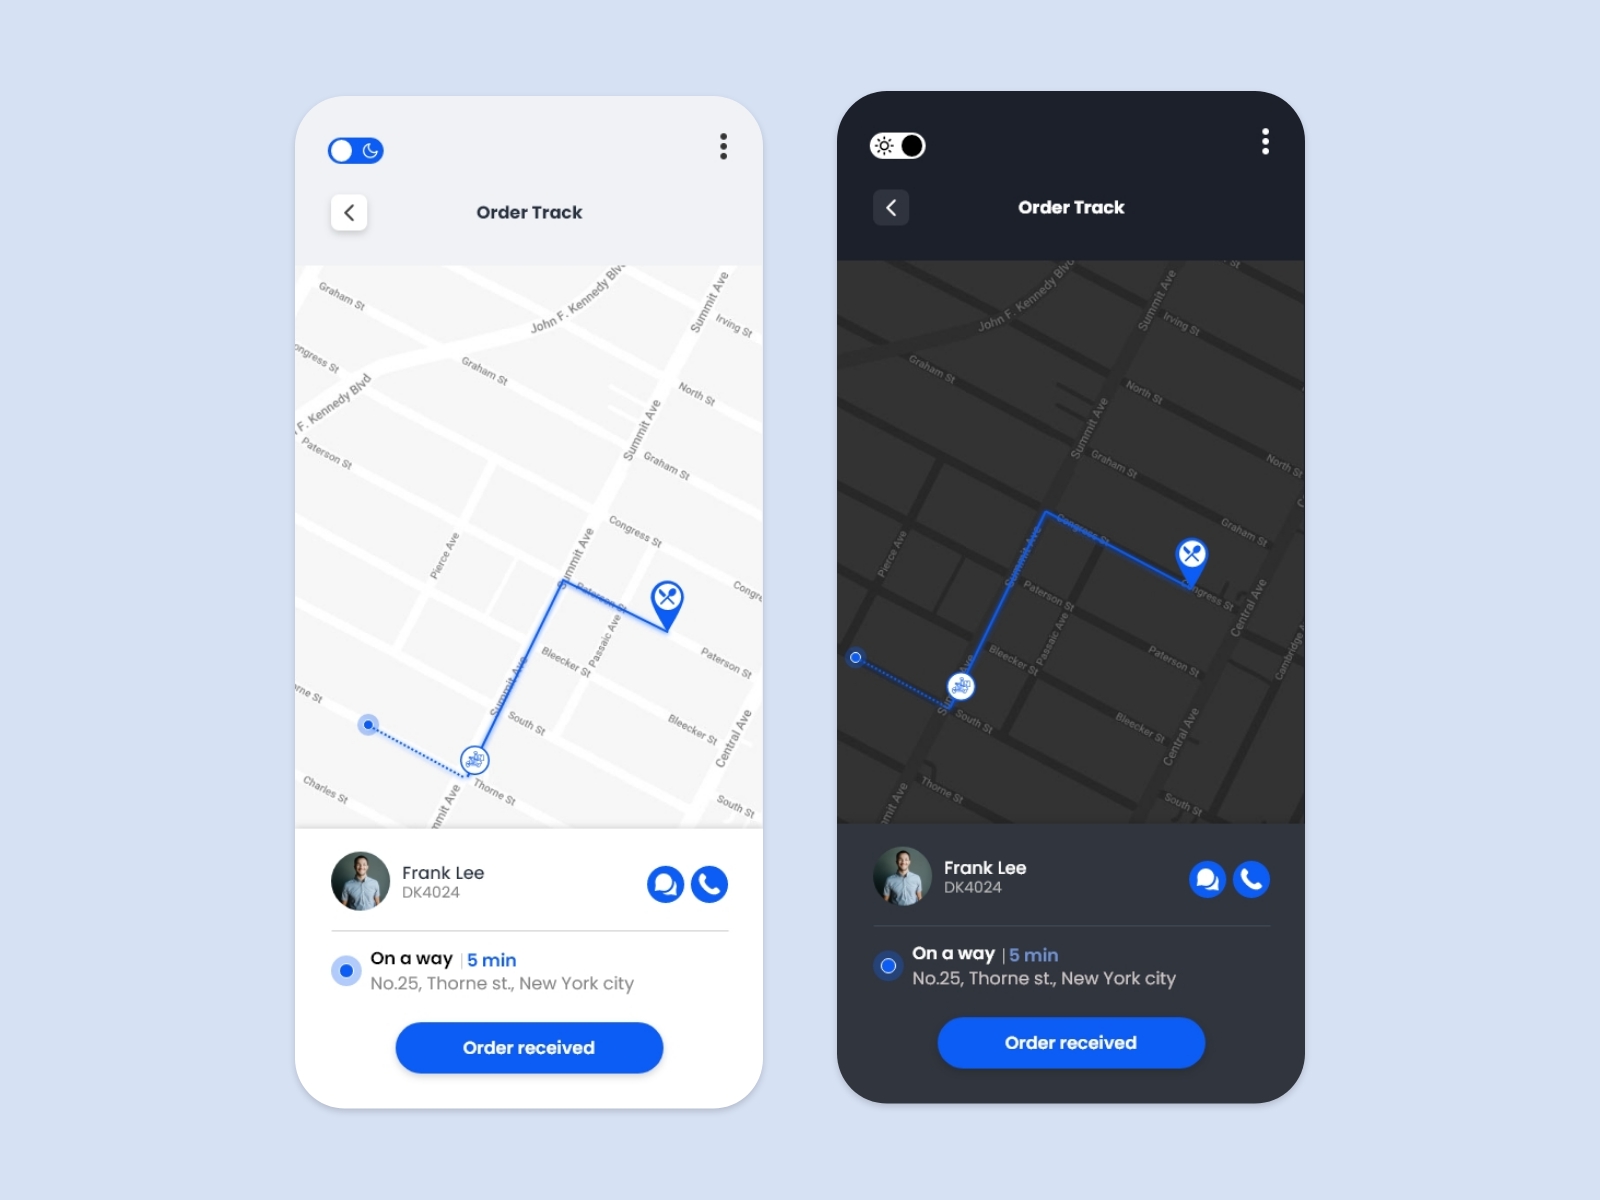 Order Track
Graham St
John F. Kennedy Blv
Summit Ave
Irving St
ongress St
Graham St
North St
F. Kennedy Blvd
Summit Ave
Paterson St
Graham St
Congress St
Pierce Ave
Summit Ave
Paterson St
Congre
Passaic Ave
Bleecker St
Paterson St
Summit Ave
orne St
South St
Bleecker St
Central Ave
Charles St
Thorne St
mmit Ave
South St
Frank Lee
DK4024
On a way | 5 min
No.25, Thorne st., New York city
Order received
Order Track
St
John F. Kennedy Blvd
Summit Ave
Irving St
Graham St
North St
Summit Ave
Graham St
North St
Congress St
Graham St
Pierce Ave
Summit Ave
Paterson St
Congress St
Central Ave
Passaic Ave
Bleecker St
Paterson St
Cambridge A
Summit Ave
South St
Bleecker St
Central Ave
Thorne St
mmit Ave
South St
Frank Lee
DK4024
On a way | 5 min
No.25, Thorne st., New York city
Order received